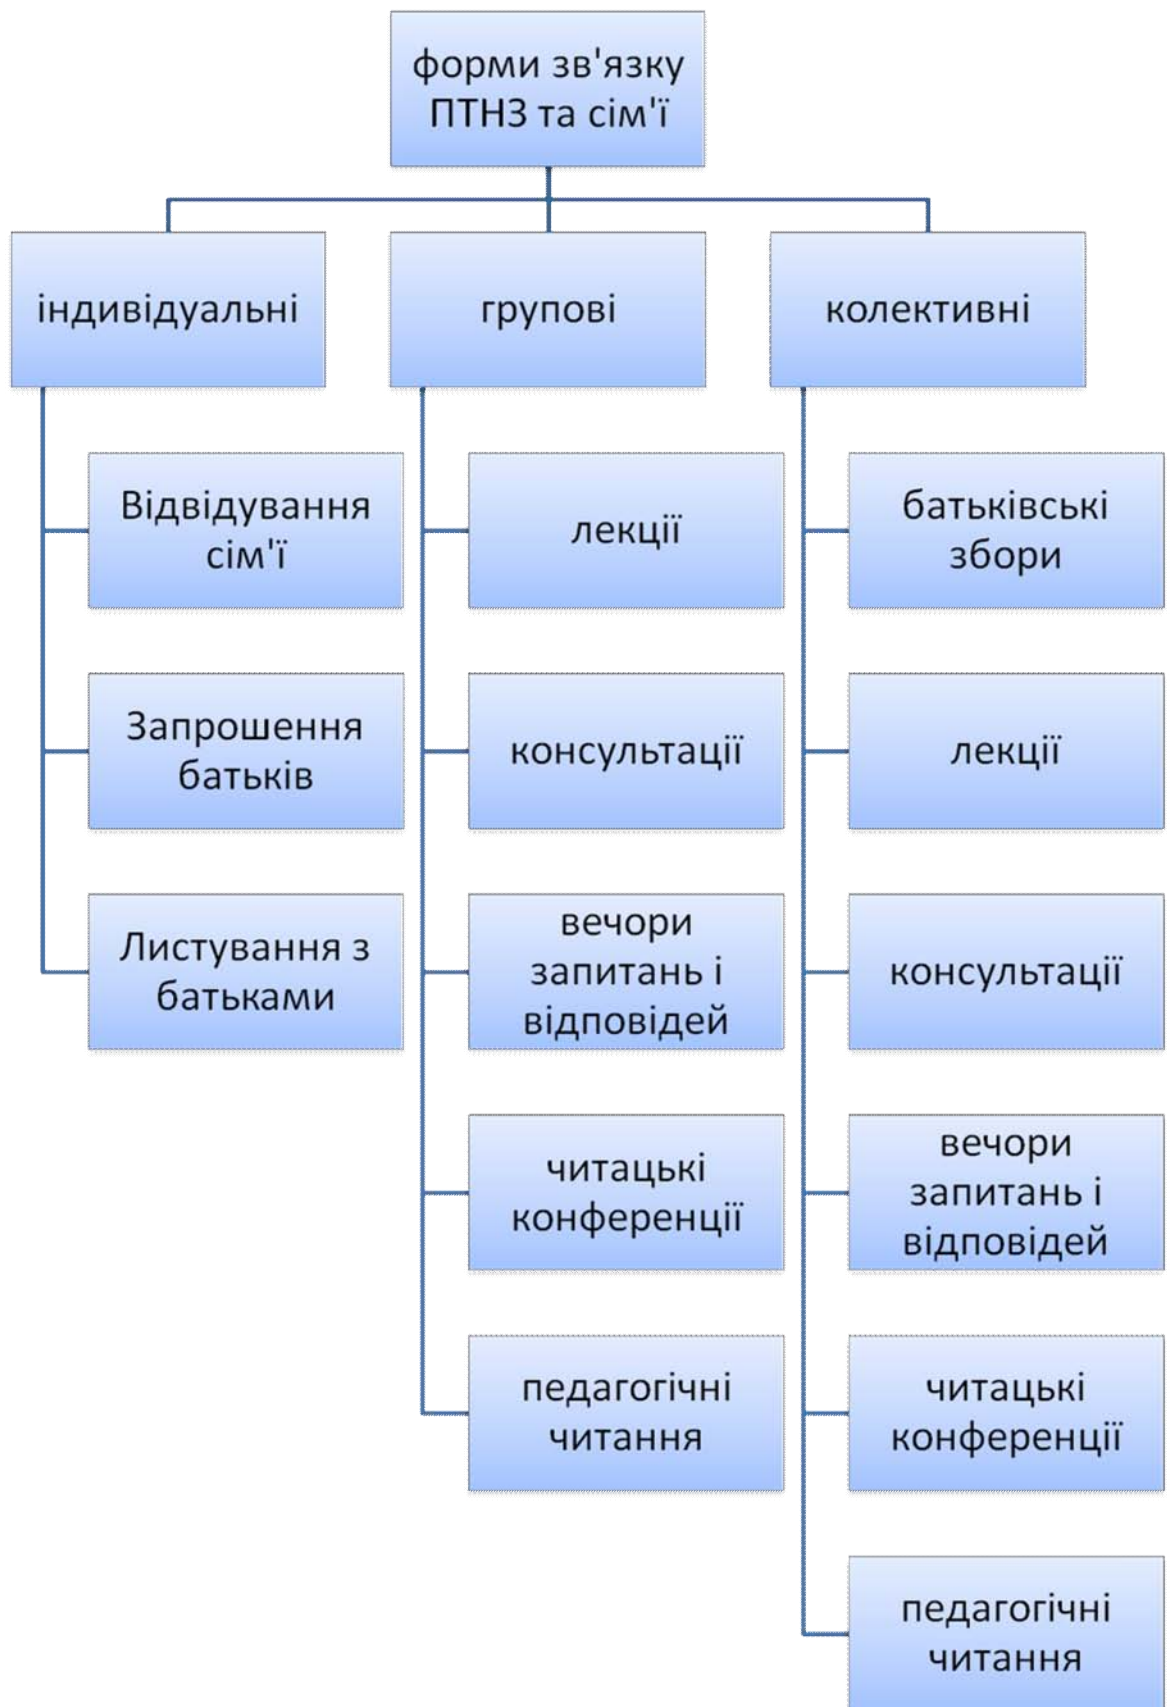 форми зв'язку
ПТНЗ та сім'ї
індивідуальні
Відвідування
сім'ї
Запрошення
батьків
Листування з
батьками
групові
лекції
консультації
вечори
запитань і
відповідей
читацькі
конференції
педагогічні
читання
колективні
батьківські
збори
лекції
консультації
вечори
запитань і
відповідей
читацькі
конференції
педагогічні
читання